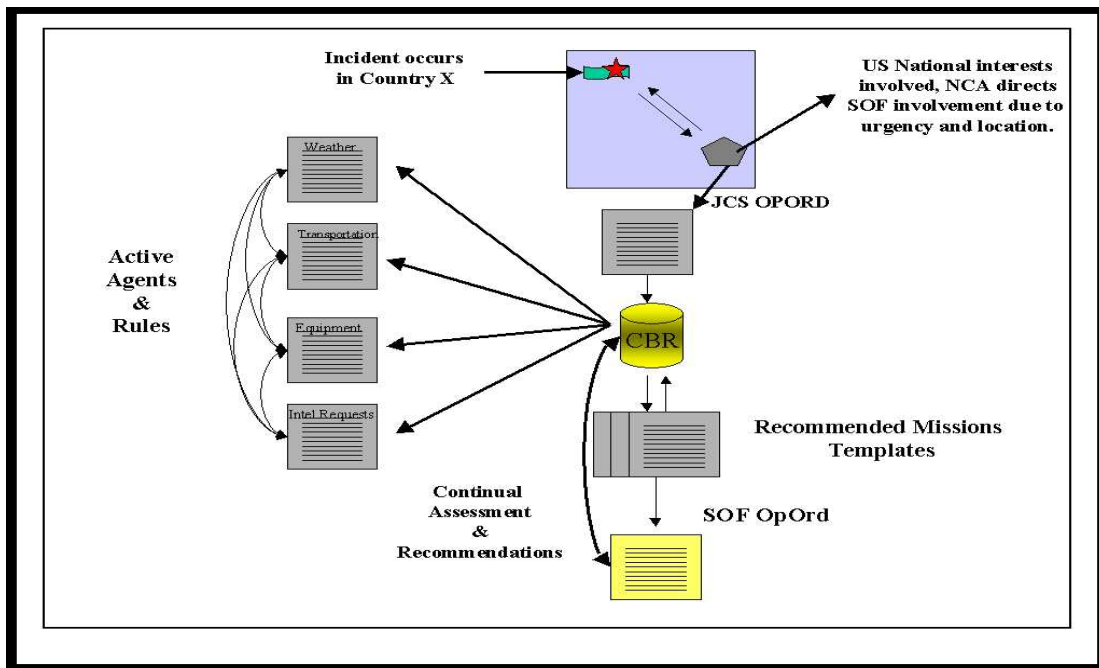 Incident occurs
in Country X
US National interests
involved, NCA directs
SOF involvement due to
urgency and location.
JCS OPORD
Weather
Transportation
Equipment
Intel Requests
Active
Agents
&
Rules
CBR
Recommended Missions
Templates
Continual
Assessment
&
Recommendations
SOF OpOrd